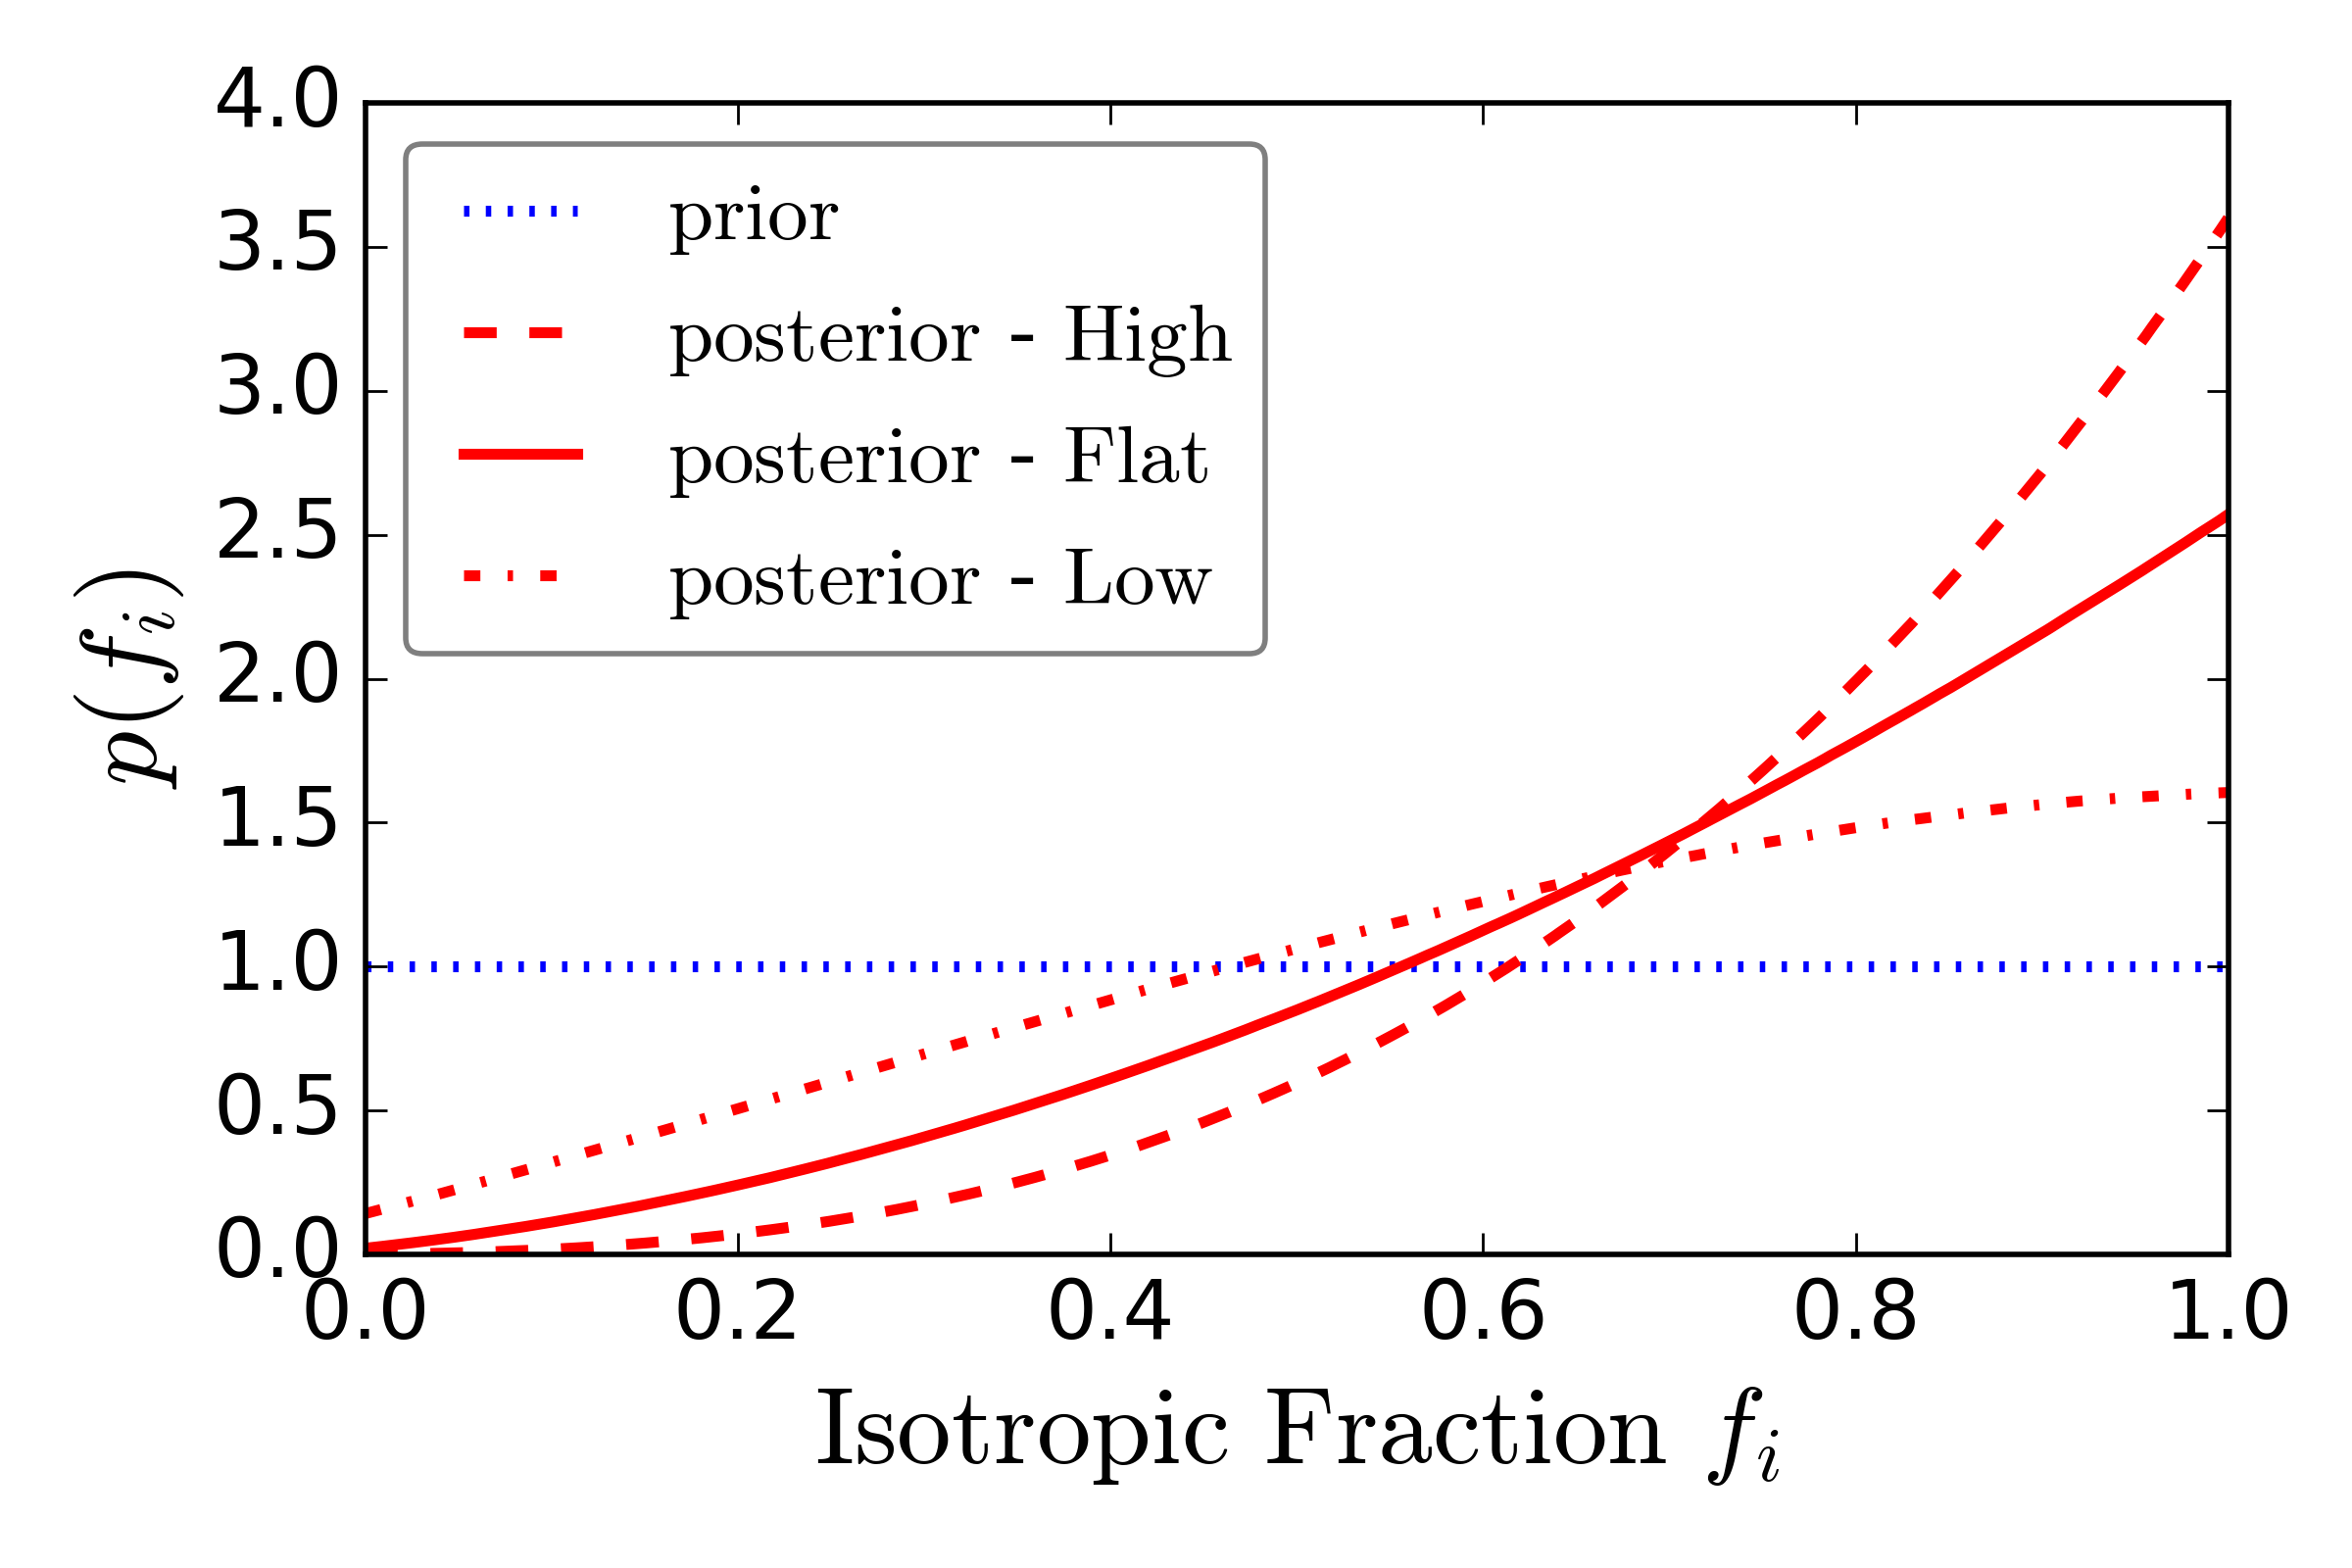 4.0
3.5
3.0
2.5
2.0
1.5
1.0
0.5
0.0
p(f_i)
prior
posterior - High
posterior - Flat
posterior - Low
0.0 0.2 0.4 0.6 0.8 1.0
Isotropic Fraction f_i